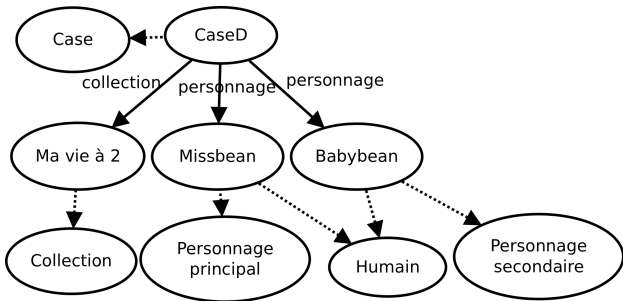 Case
CaseD
collection
personnage
personnage
Ma vie à 2
Missbean
Babybean
Collection
Personnage
principal
Humain
Personnage
secondaire